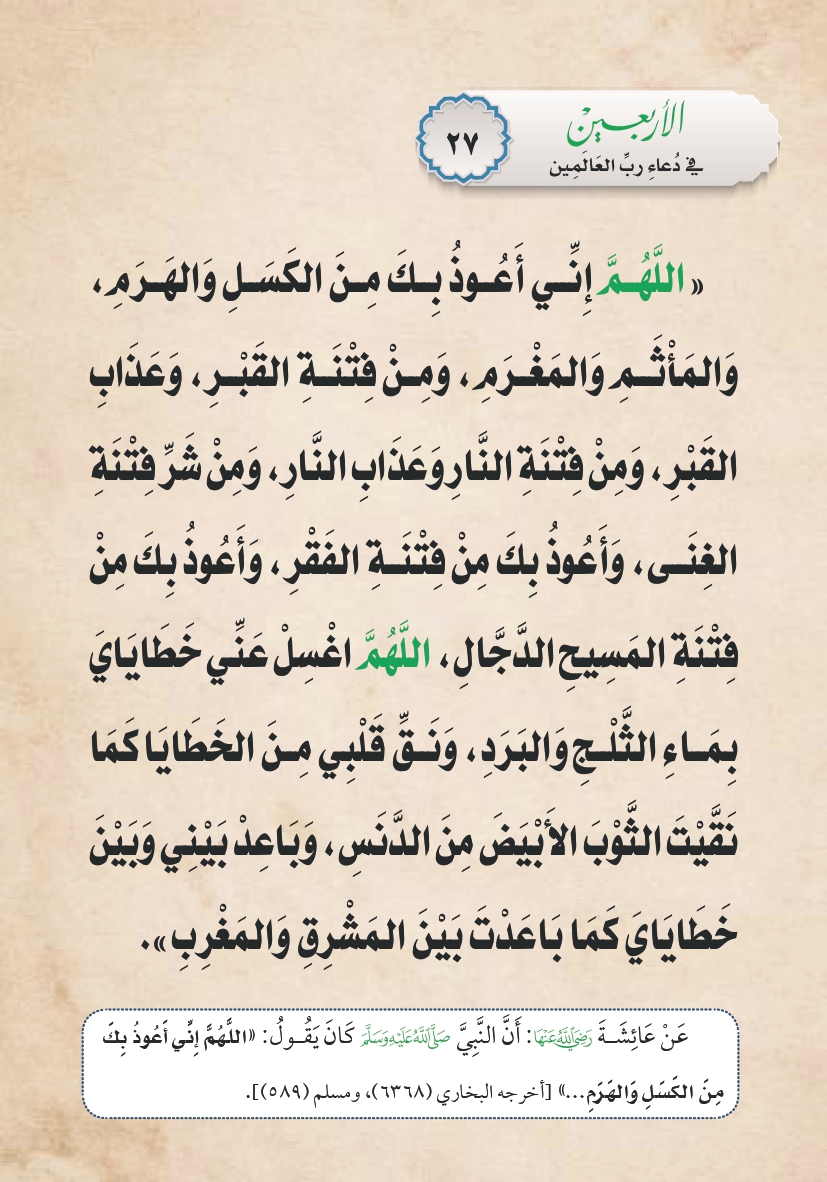 الأربعين
في دُعاءِ ربِّ العَالَمِين
٢٧
«اللَّهُمَّ إِنِّي أَعُوذُ بِكَ مِنَ الكَسَلِ وَالهَرَمِ،
وَالمَأْثَمِ وَالمَغْرَمِ، وَمِنْ فِتْنَةِ القَبْرِ، وَعَذَابِ
القَبْرِ، وَمِنْ فِتْنَةِ النَّارِ وَعَذَابِ النَّارِ، وَمِنْ شَرِّ فِتْنَةِ
الغِنَى، وَأَعُوذُ بِكَ مِنْ فِتْنَةِ الفَقْرِ، وَأَعُوذُ بِكَ مِنْ
فِتْنَةِ المَسِيحِ الدَّجَّالِ، اللَّهُمَّ اغْسِلْ عَنِّي خَطَايَايَ
بِمَاءِ الثَّلْجِ وَالبَرَدِ، وَنَقِّ قَلْبِي مِنَ الخَطَايَا كَمَا
نَقَّيْتَ الثَّوْبَ الأَبْيَضَ مِنَ الدَّنَسِ، وَبَاعِدْ بَيْنِي وَبَيْنَ
خَطَايَايَ كَمَا بَاعَدْتَ بَيْنَ المَشْرِقِ وَالمَغْرِبِ».
عَنْ عَائِشَةَ رَضِيَ اللَّهُ عَنْهَا: أَنَّ النَّبِيَّ صَلَّى اللَّهُ عَلَيْهِ وَسَلَّمَ كَانَ يَقُولُ: «اللَّهُمَّ إِنِّي أَعُوذُ بِكَ
مِنَ الكَسَلِ وَالهَرَمِ...» [أخرجه البخاري (٦٣٦٨)، ومسلم (٥٨٩)].